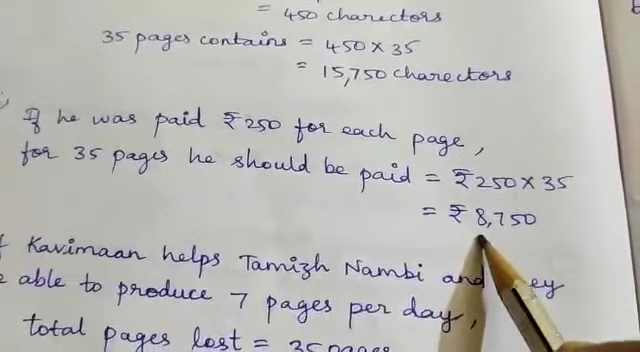 = 450 charectors
35 pages contains = 450 × 35
= 15,750 charectors
If he was paid ₹250 for each page,
for 35 pages he should be paid = ₹250 × 35
= ₹8,750
Kavimaan helps Tamizh Nambi and
able to produce 7 pages per day,
total pages lost = 35 pages